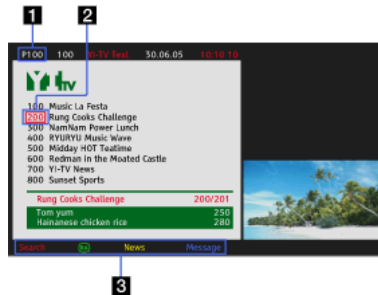 1 2
P100 100 Yi-TV Text 30.06.05 10:10 10
Yi tv
100 Music La Festa
200 Rung Cooks Challenge
300 NamNam Power Lunch
400 RYURYU Music Wave
500 Midday HOT Teatime
600 Redman in the Moated Castle
700 YI-TV News
800 Sunset Sports
Rung Cooks Challenge 200/201
Tom yum 250
Hainanese chicken rice 280
Search News Message
3